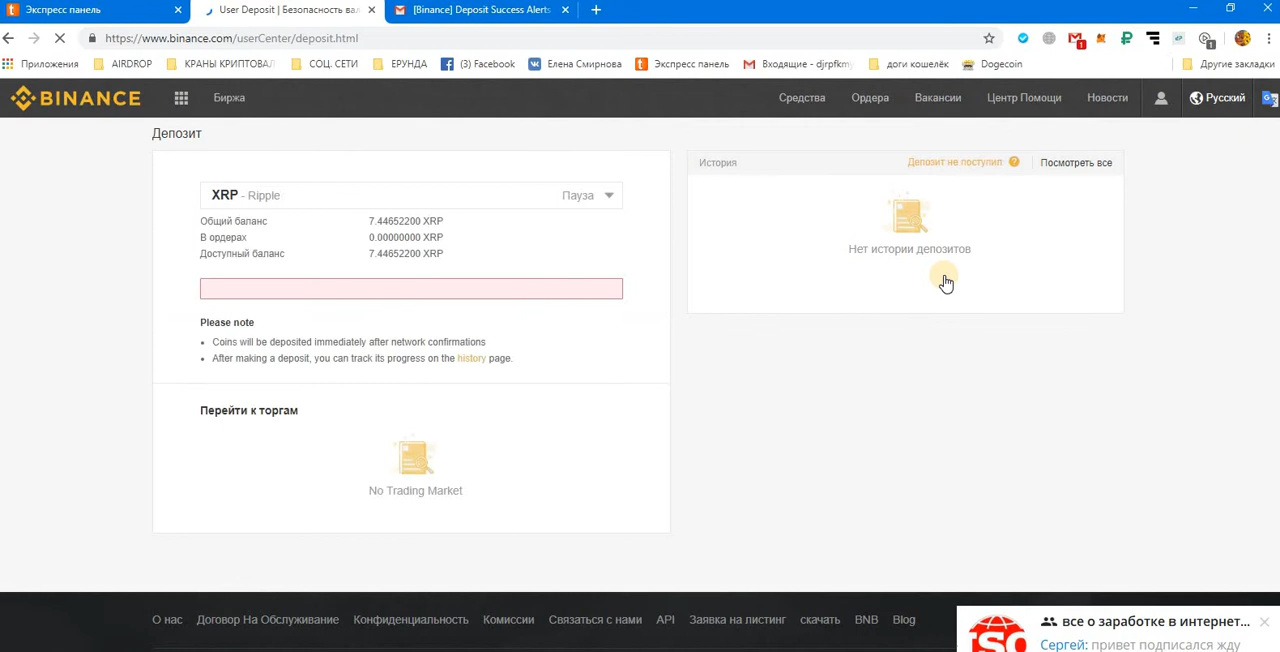 Экспресс панель
User Deposit | Безопасность вал
[Binance] Deposit Success Alerts
https://www.binance.com/userCenter/deposit.html
Приложения
AIRDROP
КРАНЫ КРИПТОВАЛ
СОЦ. СЕТИ
ЕРУНДА
(3) Facebook
Елена Смирнова
Экспресс панель
Входящие - djrpfkmy
доги кошелёк
Dogecoin
Другие закладки
BINANCE
Биржа
Средства
Ордера
Вакансии
Центр Помощи
Новости
Русский
Депозит
XRP - Ripple
Пауза
Общий баланс 7.44652200 XRP
В ордерах 0.00000000 XRP
Доступный баланс 7.44652200 XRP
Please note
• Coins will be deposited immediately after network confirmations
• After making a deposit, you can track its progress on the history page.
Перейти к торгам
No Trading Market
История
Депозит не поступил ?
Посмотреть все
Нет истории депозитов
О нас
Договор На Обслуживание
Конфиденциальность
Комиссии
Связаться с нами
API
Заявка на листинг
скачать
BNB
Blog
все о заработке в интернет...
Сергей: привет подписался жду